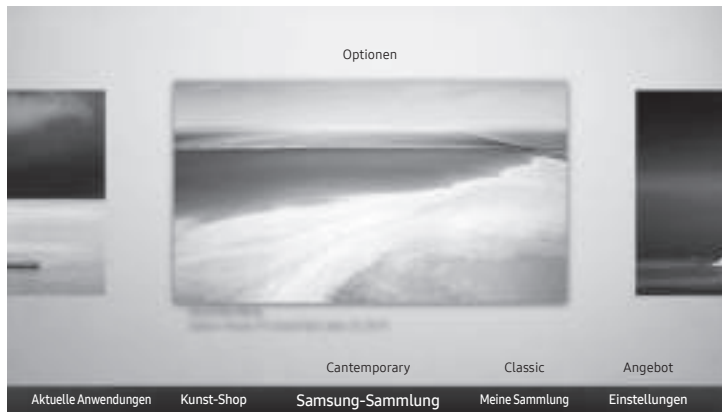 Optionen
Cantemporary Classic Angebot
Aktuelle Anwendungen Kunst-Shop Samsung-Sammlung Meine Sammlung Einstellungen